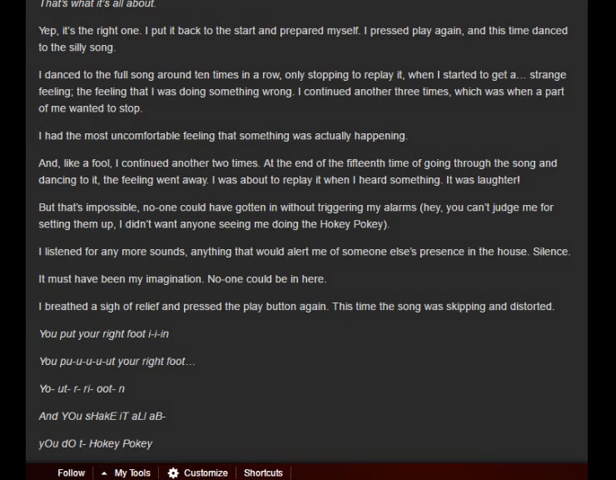 That's what it's all about.
Yep, it's the right one. I put it back to the start and prepared myself. I pressed play again, and this time danced
to the silly song.
I danced to the full song around ten times in a row, only stopping to replay it, when I started to get a... strange
feeling; the feeling that I was doing something wrong. I continued another three times, which was when a part
of me wanted to stop.
I had the most uncomfortable feeling that something was actually happening.
And, like a fool, I continued another two times. At the end of the fifteenth time of going through the song and
dancing to it, the feeling went away. I was about to replay it when I heard something. It was laughter!
But that's impossible, no-one could have gotten in without triggering my alarms (hey, you can't judge me for
setting them up, I didn't want anyone seeing me doing the Hokey Pokey).
I listened for any more sounds, anything that would alert me of someone else's presence in the house. Silence.
It must have been my imagination. No-one could be in here.
I breathed a sigh of relief and pressed the play button again. This time the song was skipping and distorted.
You put your right foot i-i-in
You pu-u-u-u-ut your right foot…
Yo- ut- r- ri- oot- n
And YOu sHakE iT aLl aB-
yOu dO t- Hokey Pokey
Follow My Tools Customize Shortcuts